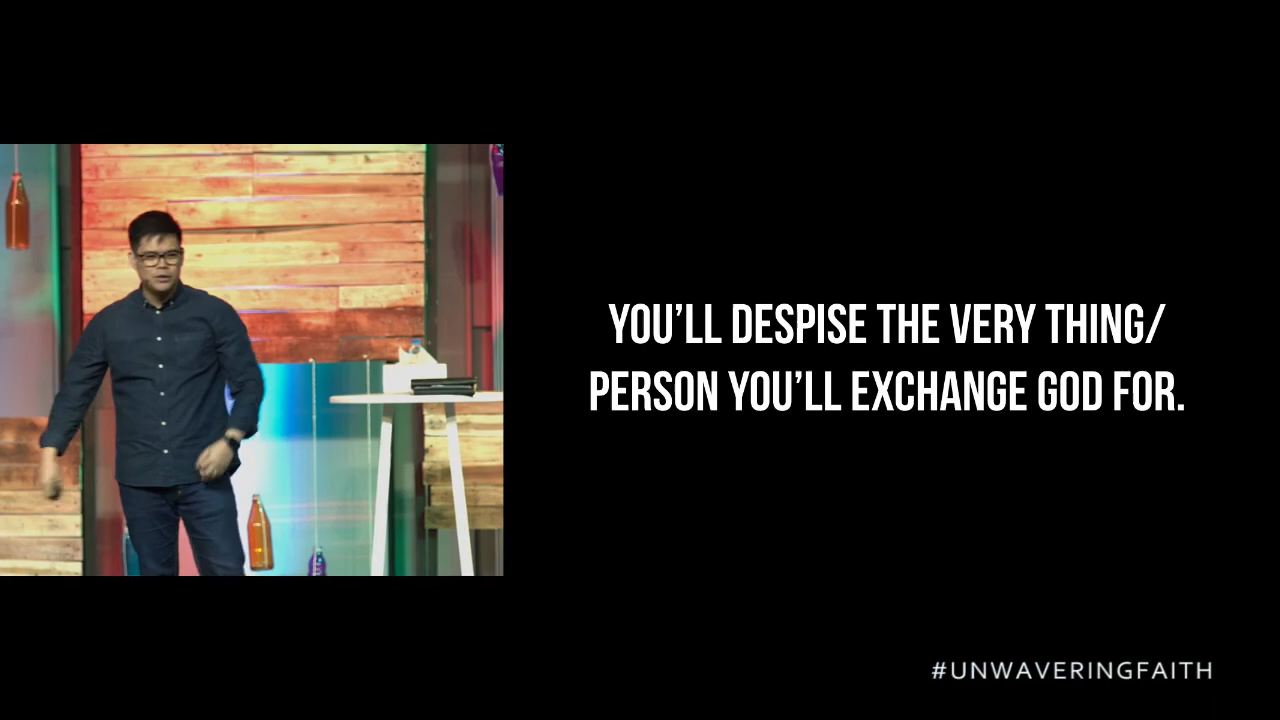 YOU’LL DESPISE THE VERY THING/
PERSON YOU’LL EXCHANGE GOD FOR.
#UNWAVERINGFAITH